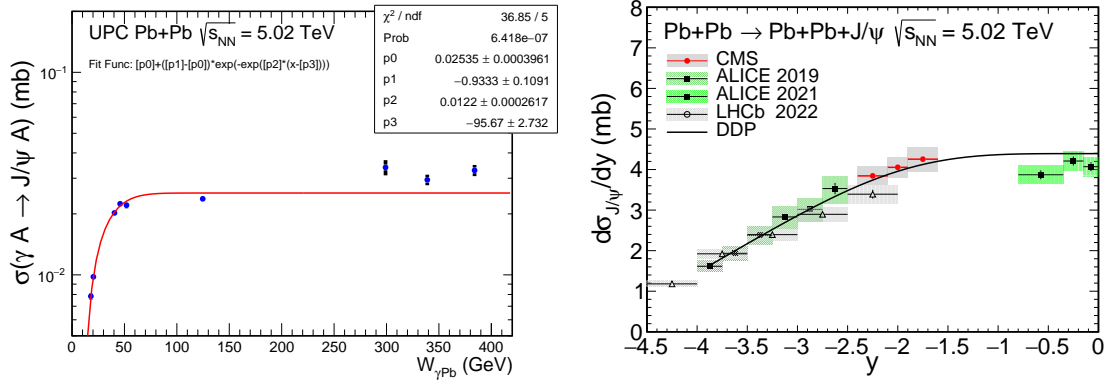 UPC Pb+Pb √s_NN = 5.02 TeV
Fit Func: [p0]+([p1]-[p0])*exp(-exp([p2]*(x-[p3])))
χ² / ndf 36.85 / 5
Prob 6.418e−07
p0 0.02535 ± 0.0003961
p1 −0.9333 ± 0.1091
p2 0.0122 ± 0.0002617
p3 −95.67 ± 2.732
σ(γ A → J/ψ A) (mb)
10⁻¹
10⁻²
0 50 100 150 200 250 300 350 400
W_γPb (GeV)
Pb+Pb → Pb+Pb+J/ψ √s_NN = 5.02 TeV
CMS
ALICE 2019
ALICE 2021
LHCb 2022
DDP
dσ_J/ψ/dy (mb)
8
7
6
5
4
3
2
1
0
−4.5 −4 −3.5 −3 −2.5 −2 −1.5 −1 −0.5 0
y